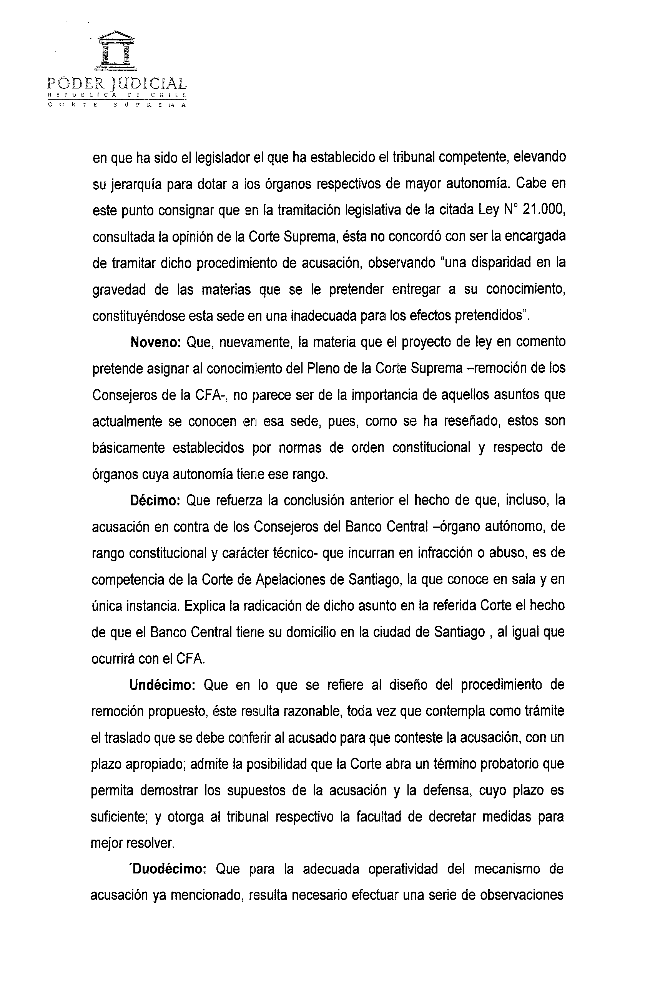 PODER JUDICIAL
REPUBLICA DE CHILE
CORTE SUPREMA
en que ha sido el legislador el que ha establecido el tribunal competente, elevando
su jerarquía para dotar a los órganos respectivos de mayor autonomía. Cabe en
este punto consignar que en la tramitación legislativa de la citada Ley N° 21.000,
consultada la opinión de la Corte Suprema, ésta no concordó con ser la encargada
de tramitar dicho procedimiento de acusación, observando “una disparidad en la
gravedad de las materias que se le pretender entregar a su conocimiento,
constituyéndose esta sede en una inadecuada para los efectos pretendidos”.
Noveno: Que, nuevamente, la materia que el proyecto de ley en comento
pretende asignar al conocimiento del Pleno de la Corte Suprema –remoción de los
Consejeros de la CFA-, no parece ser de la importancia de aquellos asuntos que
actualmente se conocen en esa sede, pues, como se ha reseñado, estos son
básicamente establecidos por normas de orden constitucional y respecto de
órganos cuya autonomía tiene ese rango.
Décimo: Que refuerza la conclusión anterior el hecho de que, incluso, la
acusación en contra de los Consejeros del Banco Central –órgano autónomo, de
rango constitucional y carácter técnico- que incurran en infracción o abuso, es de
competencia de la Corte de Apelaciones de Santiago, la que conoce en sala y en
única instancia. Explica la radicación de dicho asunto en la referida Corte el hecho
de que el Banco Central tiene su domicilio en la ciudad de Santiago , al igual que
ocurrirá con el CFA.
Undécimo: Que en lo que se refiere al diseño del procedimiento de
remoción propuesto, éste resulta razonable, toda vez que contempla como trámite
el traslado que se debe conferir al acusado para que conteste la acusación, con un
plazo apropiado; admite la posibilidad que la Corte abra un término probatorio que
permita demostrar los supuestos de la acusación y la defensa, cuyo plazo es
suficiente; y otorga al tribunal respectivo la facultad de decretar medidas para
mejor resolver.
´Duodécimo: Que para la adecuada operatividad del mecanismo de
acusación ya mencionado, resulta necesario efectuar una serie de observaciones